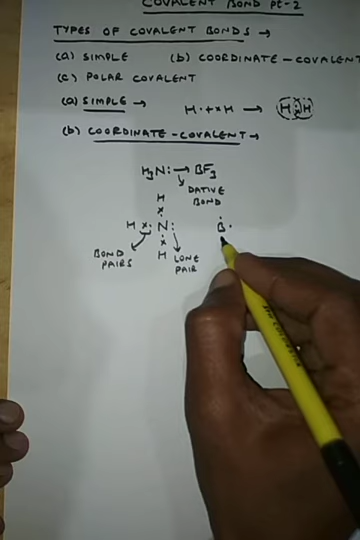 COVALENT BOND Pt-2
TYPES OF COVALENT BONDS →
(a) SIMPLE (b) COORDINATE-COVALENT
(c) POLAR COVALENT
(a) SIMPLE → H· + ×H → H ·× H
(b) COORDINATE-COVALENT →
H₃N: → BF₃
DATIVE
BOND
H
×
·
H ×· N : ·B·
·
×
H
BOND
PAIRS
LONE
PAIR